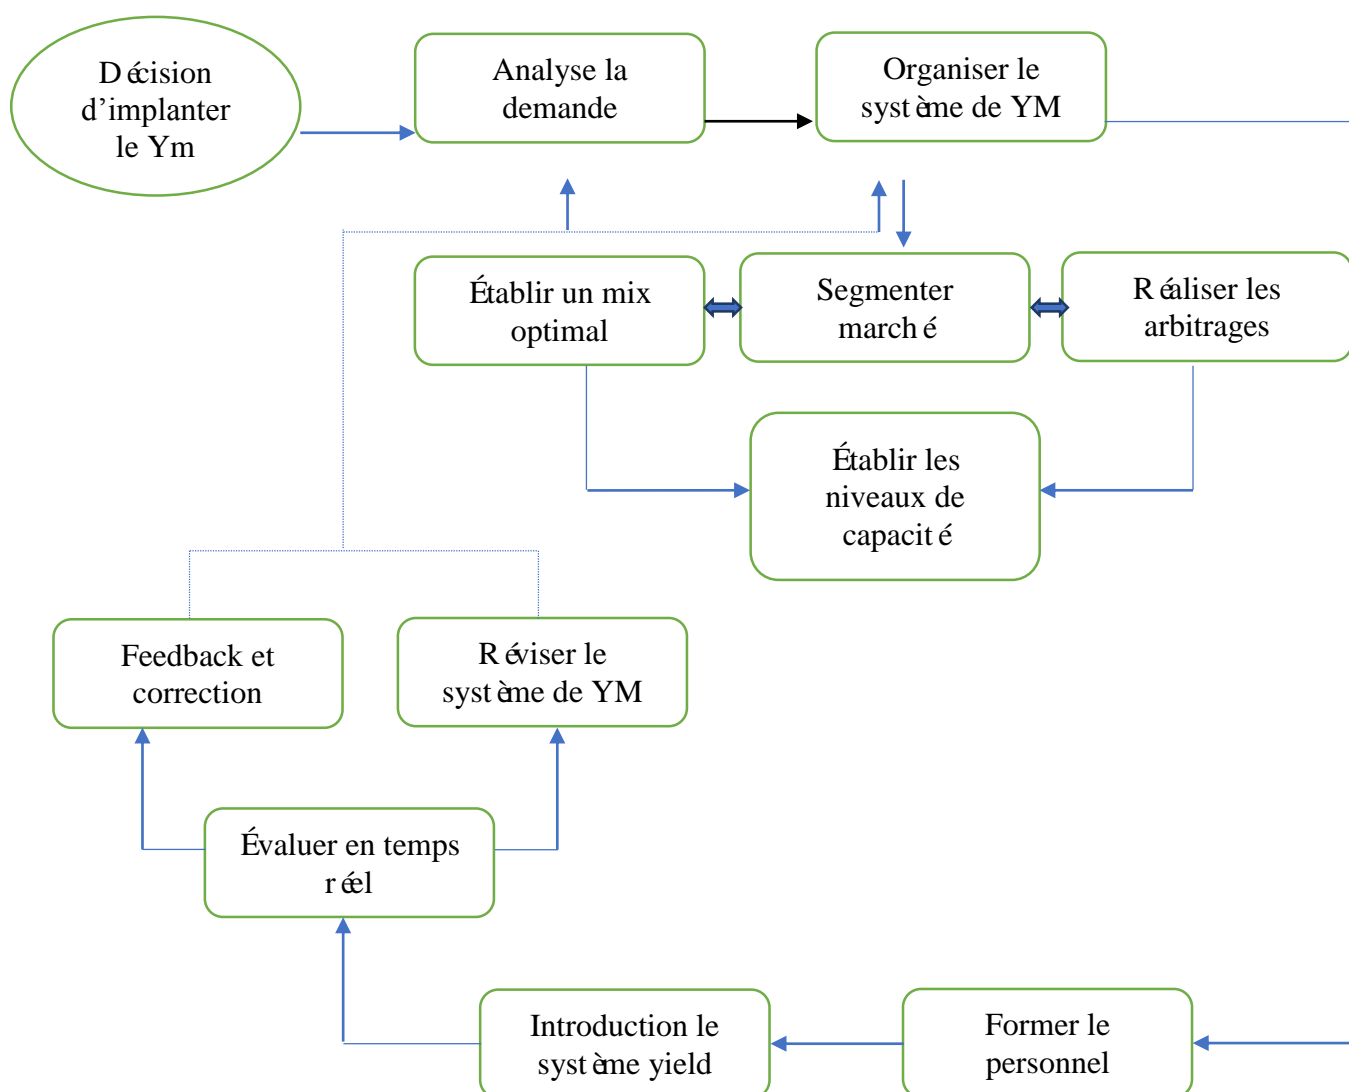 Décision
d’implanter
le Ym
Analyse la
demande
Organiser le
système de YM
Établir un mix
optimal
Segmenter
marché
Réaliser les
arbitrages
Établir les
niveaux de
capacité
Feedback et
correction
Réviser le
système de YM
Évaluer en temps
réel
Introduction le
système yield
Former le
personnel